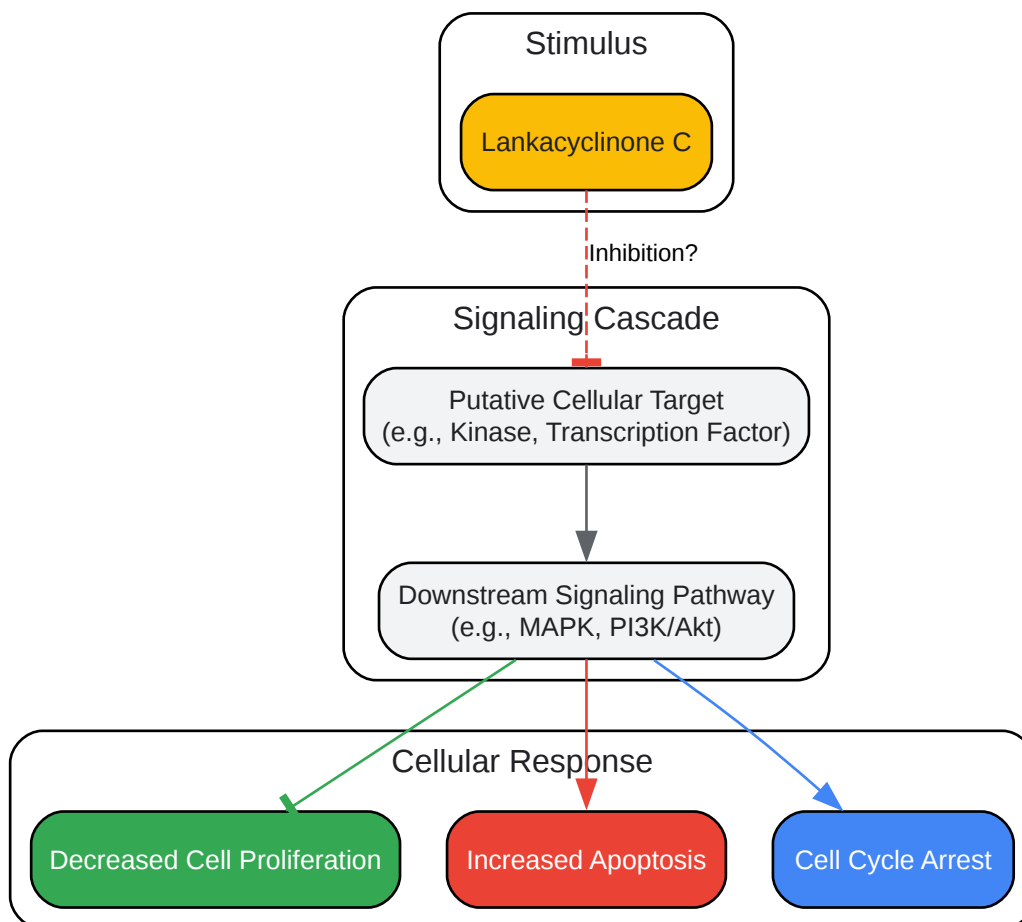 Stimulus
Lankacyclinone C
Inhibition?
Signaling Cascade
Putative Cellular Target
(e.g., Kinase, Transcription Factor)
Downstream Signaling Pathway
(e.g., MAPK, PI3K/Akt)
Cellular Response
Decreased Cell Proliferation
Increased Apoptosis
Cell Cycle Arrest